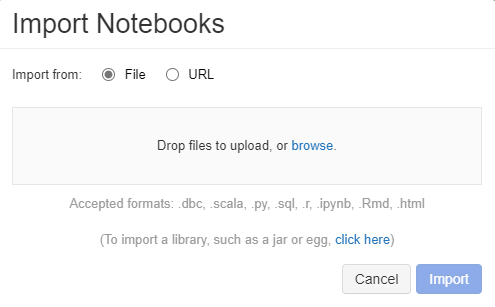 Import Notebooks
Import from: File URL
Drop files to upload, or browse.
Accepted formats: .dbc, .scala, .py, .sql, .r, .ipynb, .Rmd, .html
(To import a library, such as a jar or egg, click here)
Cancel Import